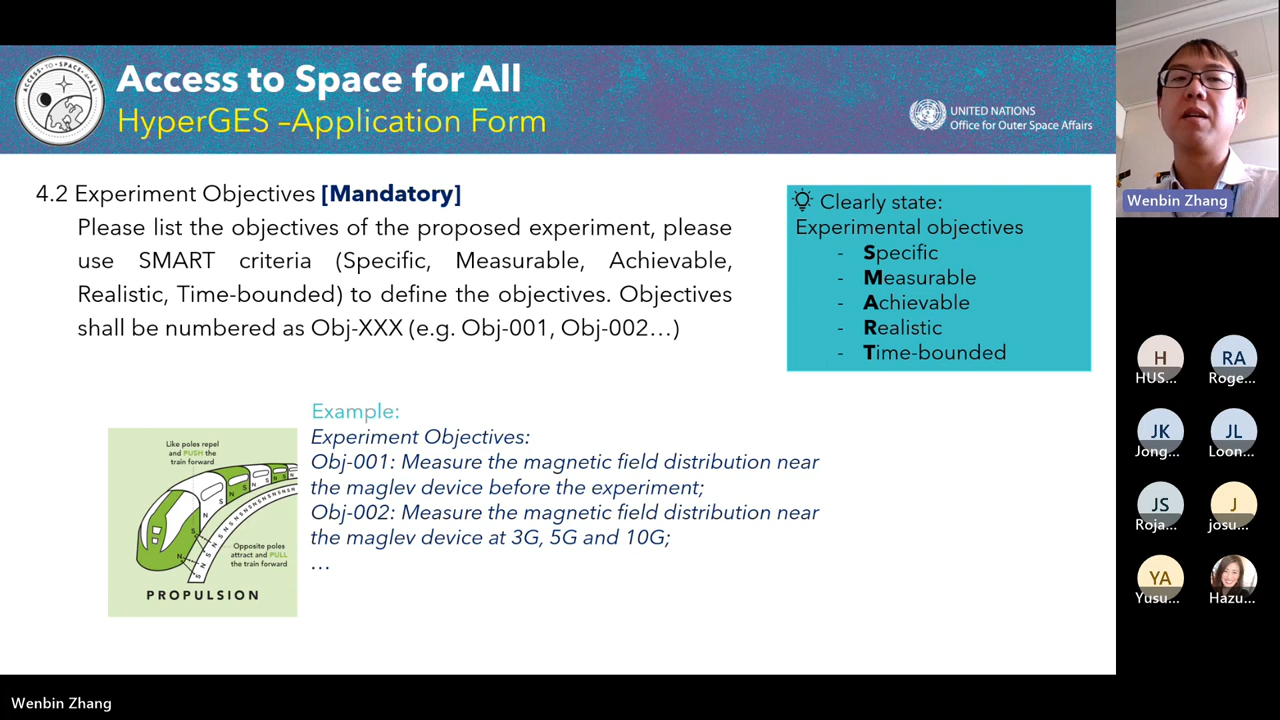 Access to Space for All
HyperGES –Application Form
ACCESS • TO • SPACE • 4 • ALL
UNITED NATIONS
Office for Outer Space Affairs
4.2 Experiment Objectives [Mandatory]
Please list the objectives of the proposed experiment, please
use SMART criteria (Specific, Measurable, Achievable,
Realistic, Time-bounded) to define the objectives. Objectives
shall be numbered as Obj-XXX (e.g. Obj-001, Obj-002…)
Clearly state:
Experimental objectives
- Specific
- Measurable
- Achievable
- Realistic
- Time-bounded
Example:
Experiment Objectives:
Obj-001: Measure the magnetic field distribution near
the maglev device before the experiment;
Obj-002: Measure the magnetic field distribution near
the maglev device at 3G, 5G and 10G;
…
Like poles repel
and PUSH the
train forward
Opposite poles
attract and PULL
the train forward
PROPULSION
Wenbin Zhang
H
HUS...
RA
Roge...
JK
Jong...
JL
Loon...
JS
Roja...
J
josu...
YA
Yusu...
Hazu...
Wenbin Zhang